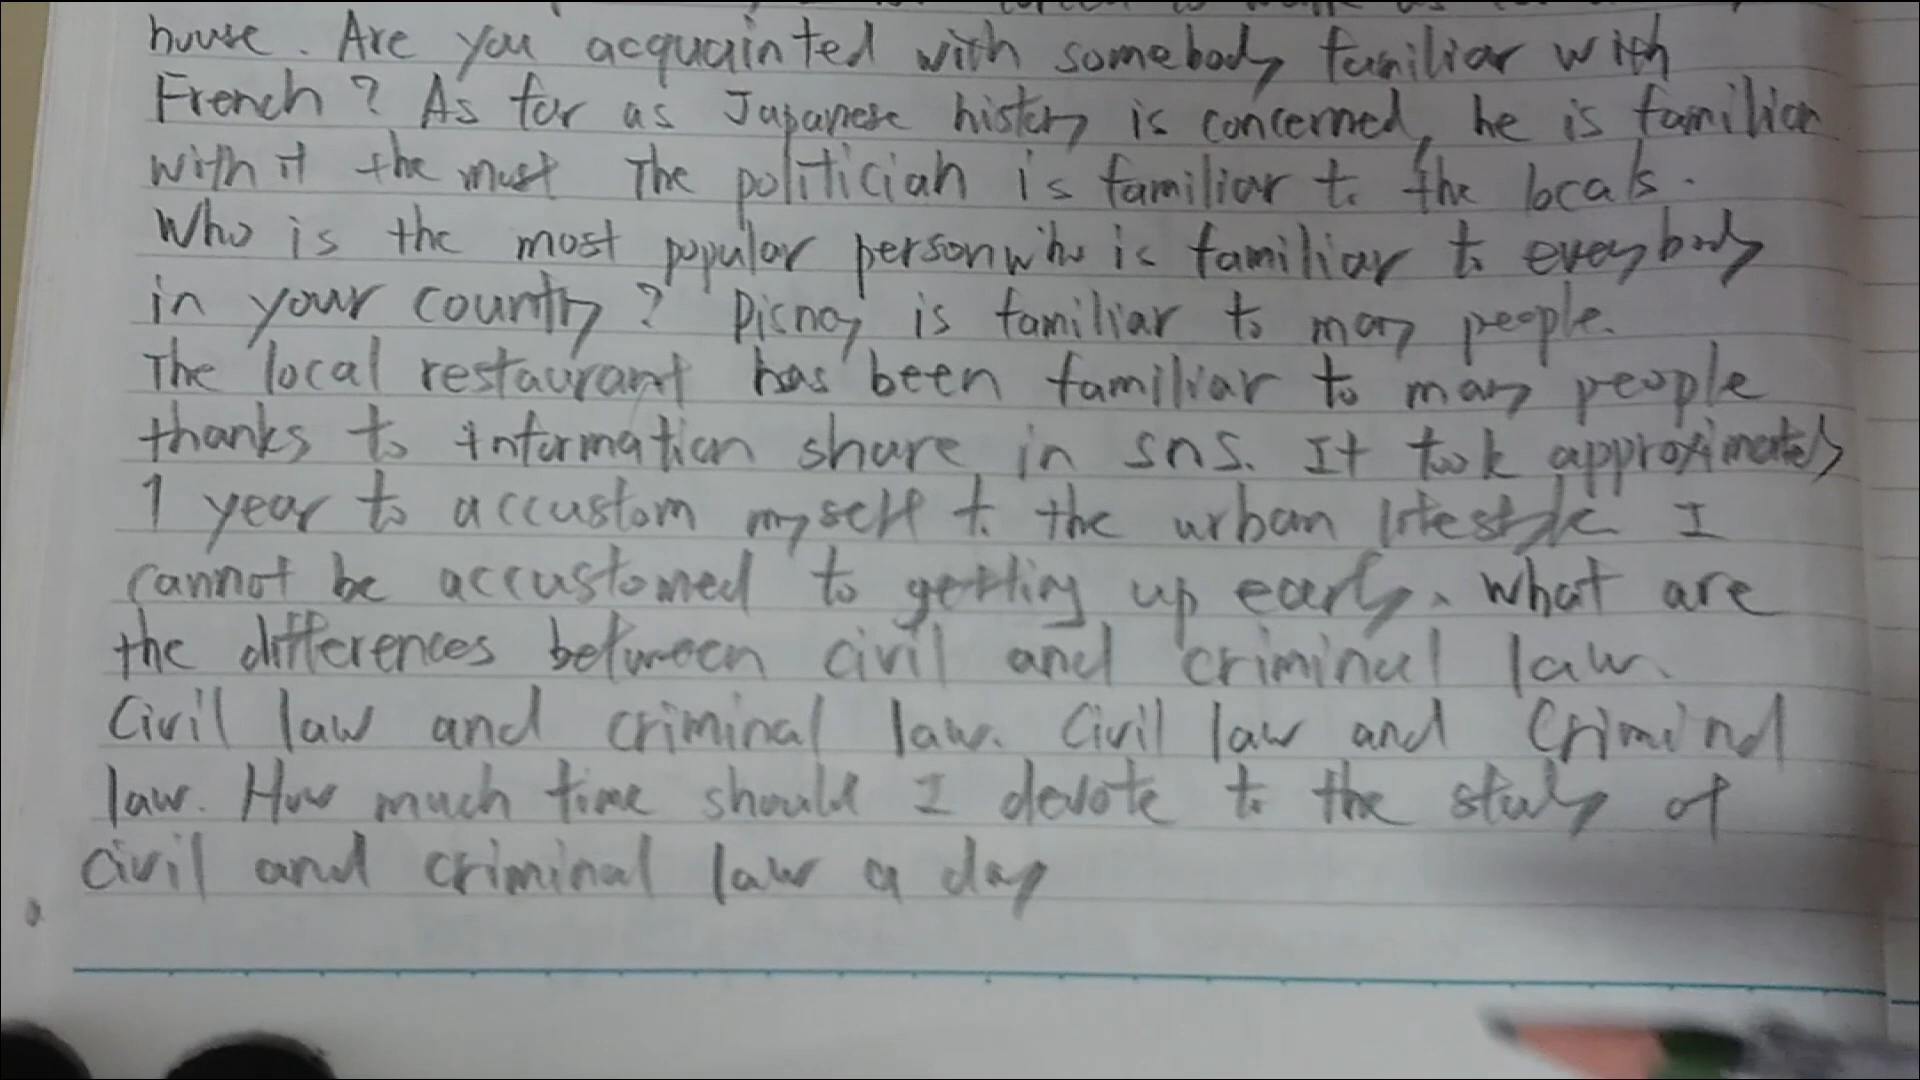 house. Are you acquainted with somebody familiar with
French? As far as Japanese history is concerned, he is familiar
with it the most The politician is familiar to the locals.
Who is the most popular person who is familiar to everybody
in your country? Disney is familiar to many people.
The local restaurant has been familiar to many people
thanks to information share in sns. It took approximately
1 year to accustom myself to the urban lifestyle I
cannot be accustomed to getting up early. What are
the differences between civil and criminal law.
Civil law and criminal law. Civil law and Criminal
law. How much time should I devote to the study of
civil and criminal law a day